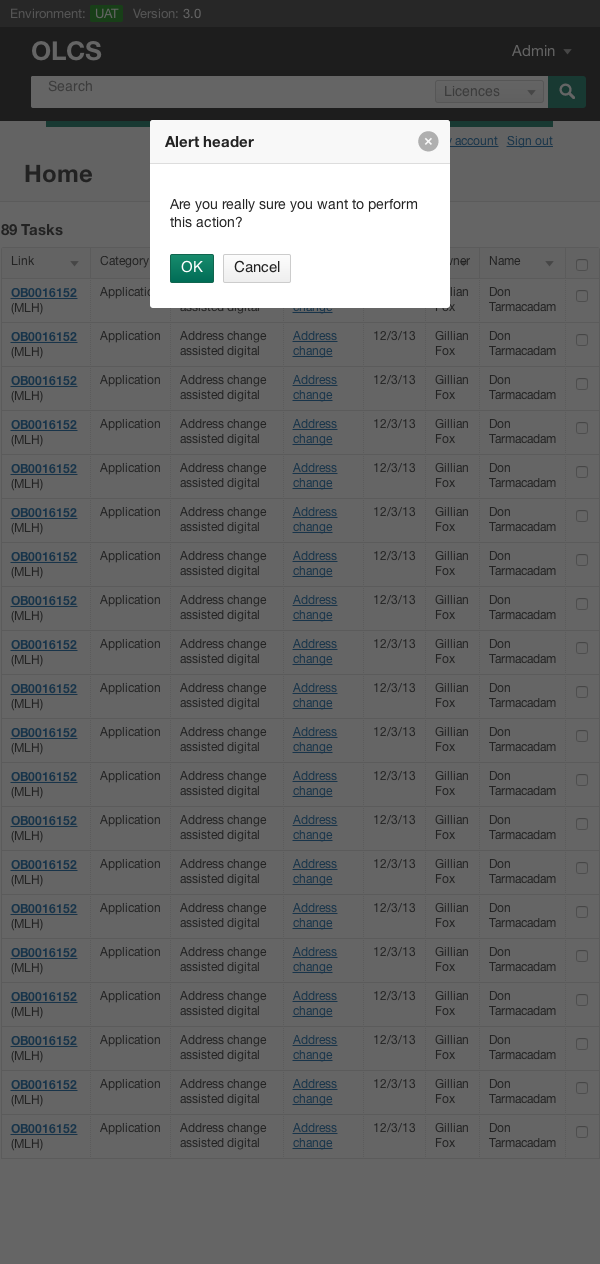 Environment: UAT Version: 3.0
OLCS
Admin
Search
Licences
account Sign out
Alert header
Home
Are you really sure you want to perform
this action?
OK Cancel
89 Tasks
Link Category Name
OB0016152 Don
(MLH) Tarmacadam
OB0016152 Application Address change Address 12/3/13 Gillian Don
(MLH) assisted digital change Fox Tarmacadam
OB0016152 Application Address change Address 12/3/13 Gillian Don
(MLH) assisted digital change Fox Tarmacadam
OB0016152 Application Address change Address 12/3/13 Gillian Don
(MLH) assisted digital change Fox Tarmacadam
OB0016152 Application Address change Address 12/3/13 Gillian Don
(MLH) assisted digital change Fox Tarmacadam
OB0016152 Application Address change Address 12/3/13 Gillian Don
(MLH) assisted digital change Fox Tarmacadam
OB0016152 Application Address change Address 12/3/13 Gillian Don
(MLH) assisted digital change Fox Tarmacadam
OB0016152 Application Address change Address 12/3/13 Gillian Don
(MLH) assisted digital change Fox Tarmacadam
OB0016152 Application Address change Address 12/3/13 Gillian Don
(MLH) assisted digital change Fox Tarmacadam
OB0016152 Application Address change Address 12/3/13 Gillian Don
(MLH) assisted digital change Fox Tarmacadam
OB0016152 Application Address change Address 12/3/13 Gillian Don
(MLH) assisted digital change Fox Tarmacadam
OB0016152 Application Address change Address 12/3/13 Gillian Don
(MLH) assisted digital change Fox Tarmacadam
OB0016152 Application Address change Address 12/3/13 Gillian Don
(MLH) assisted digital change Fox Tarmacadam
OB0016152 Application Address change Address 12/3/13 Gillian Don
(MLH) assisted digital change Fox Tarmacadam
OB0016152 Application Address change Address 12/3/13 Gillian Don
(MLH) assisted digital change Fox Tarmacadam
OB0016152 Application Address change Address 12/3/13 Gillian Don
(MLH) assisted digital change Fox Tarmacadam
OB0016152 Application Address change Address 12/3/13 Gillian Don
(MLH) assisted digital change Fox Tarmacadam
OB0016152 Application Address change Address 12/3/13 Gillian Don
(MLH) assisted digital change Fox Tarmacadam
OB0016152 Application Address change Address 12/3/13 Gillian Don
(MLH) assisted digital change Fox Tarmacadam
OB0016152 Application Address change Address 12/3/13 Gillian Don
(MLH) assisted digital change Fox Tarmacadam